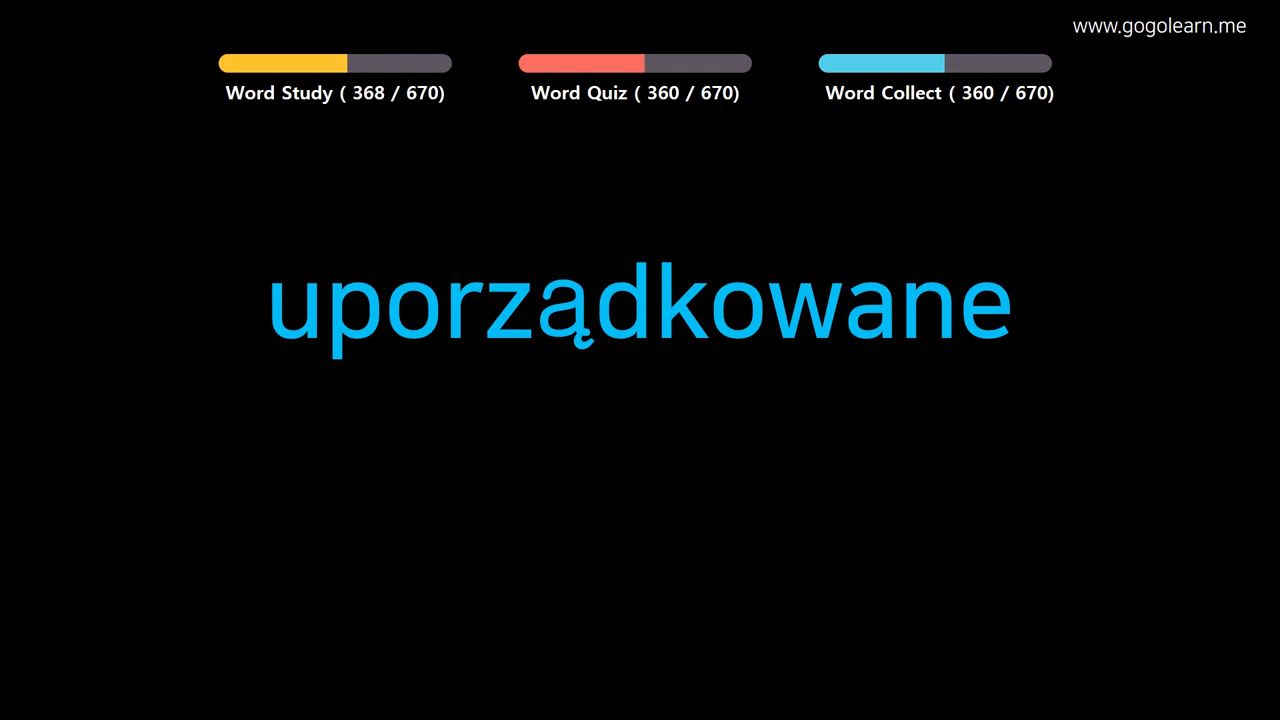 www.gogolearn.me
Word Study ( 368 / 670)
Word Quiz ( 360 / 670)
Word Collect ( 360 / 670)
uporządkowane